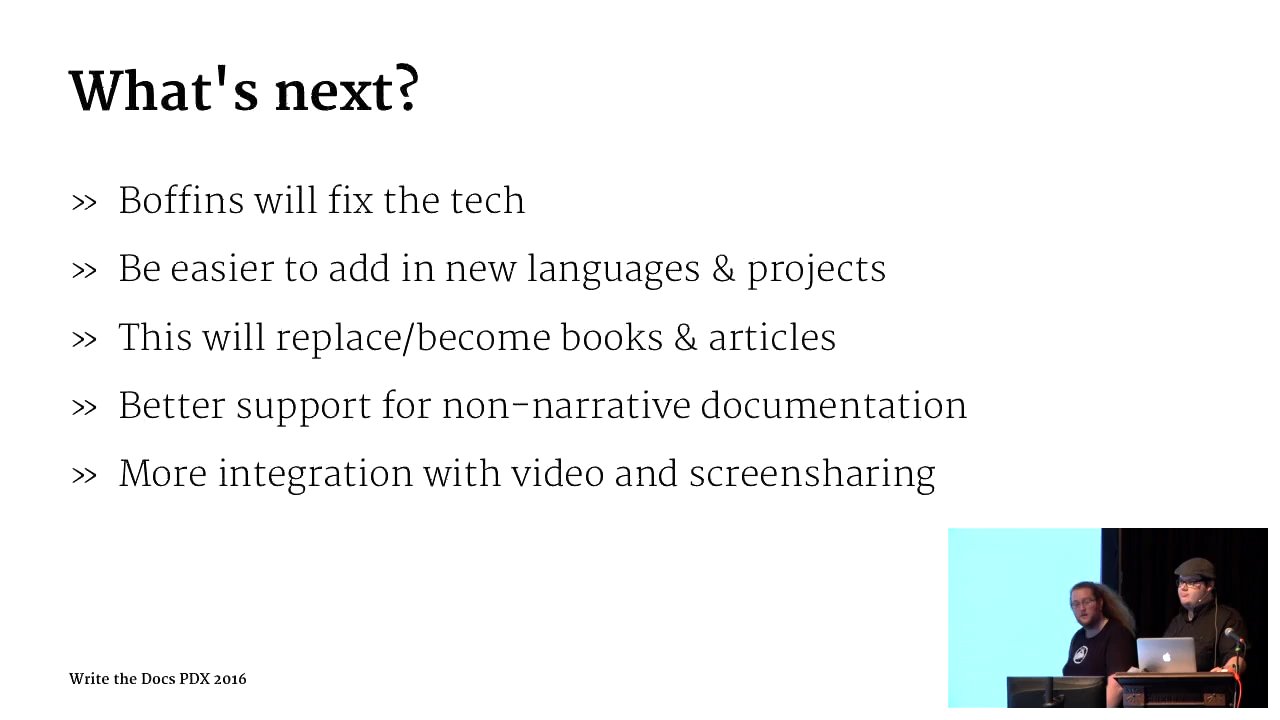 What's next?
» Boffins will fix the tech
» Be easier to add in new languages & projects
» This will replace/become books & articles
» Better support for non-narrative documentation
» More integration with video and screensharing
Write the Docs PDX 2016